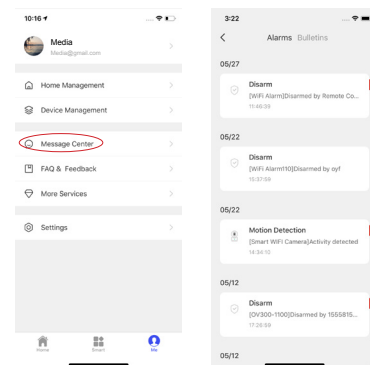 10:16
Media
Media@gmail.com
Home Management
Device Management
Message Center
FAQ & Feedback
More Services
Settings
Home
Smart
Me
3:22
Alarms Bulletins
05/27
Disarm
[WiFi Alarm]Disarmed by Remote Co...
11:46:39
05/22
Disarm
[WiFi Alarm110]Disarmed by oyf
15:37:59
05/22
Motion Detection
[Smart WIFI Camera]Activity detected
14:34:10
05/12
Disarm
[OV300-1100]Disarmed by 1555815...
17:26:59
05/12